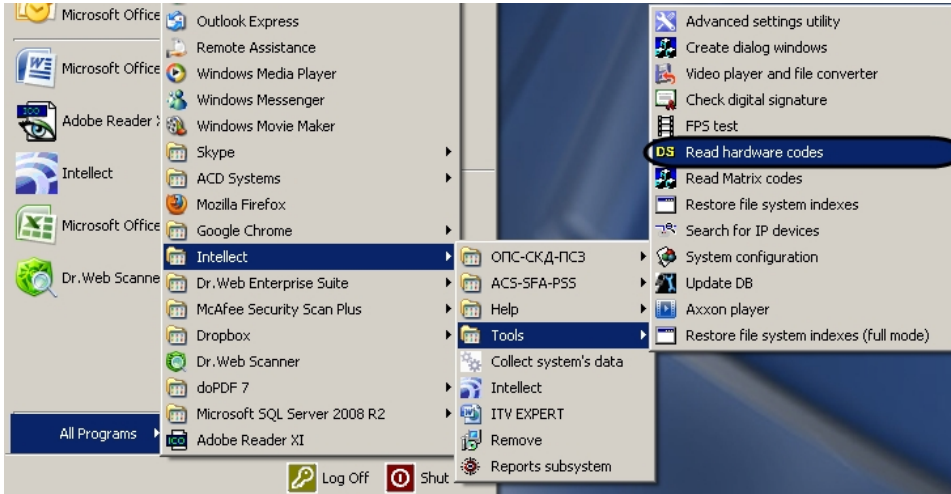 Microsoft Office
Microsoft Office
Adobe Reader
Intellect
Microsoft Office
Dr.Web Scanne
All Programs
Outlook Express
Remote Assistance
Windows Media Player
Windows Messenger
Windows Movie Maker
Skype
ACD Systems
Mozilla Firefox
Google Chrome
Intellect
Dr.Web Enterprise Suite
McAfee Security Scan Plus
Dropbox
Dr.Web Scanner
doPDF 7
Microsoft SQL Server 2008 R2
Adobe Reader XI
Log Off
Shut
ОПС-СКД-ПСЗ
ACS-SFA-PSS
Help
Tools
Collect system's data
Intellect
ITV EXPERT
Remove
Reports subsystem
Advanced settings utility
Create dialog windows
Video player and file converter
Check digital signature
FPS test
DS Read hardware codes
Read Matrix codes
Restore file system indexes
Search for IP devices
System configuration
Update DB
Axxon player
Restore file system indexes (full mode)